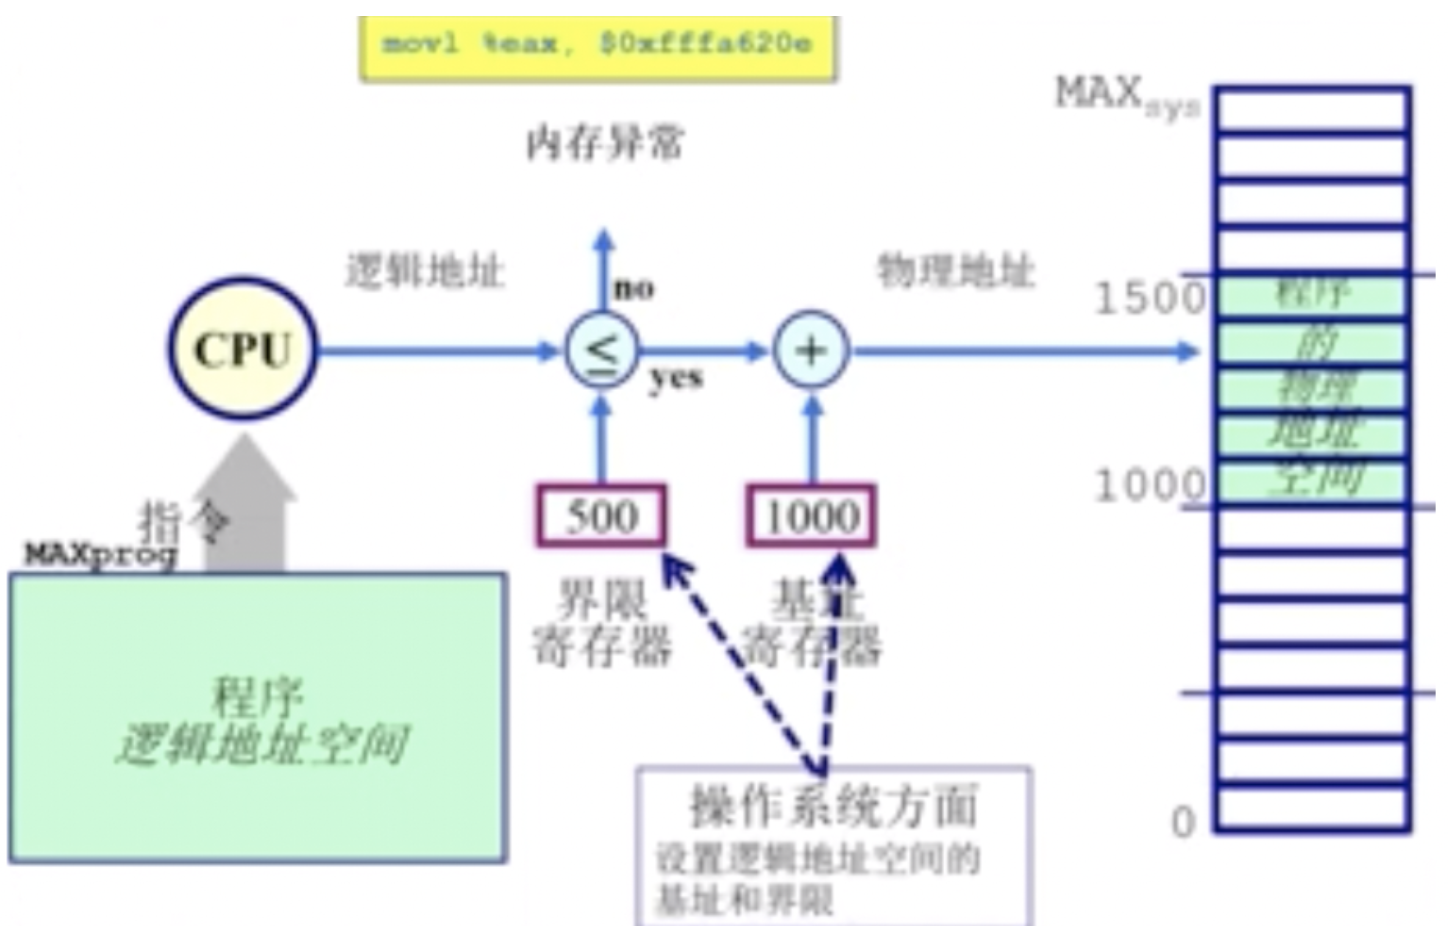 movl %eax, $0xfffa620e
内存异常
MAXsys
逻辑地址
no
物理地址
1500
程序
的
物理
地址
空间
CPU
≤
yes
+
1000
指令
MAXprog
500
1000
界限
寄存器
基址
寄存器
程序
逻辑地址空间
操作系统方面
设置逻辑地址空间的
基址和界限
0